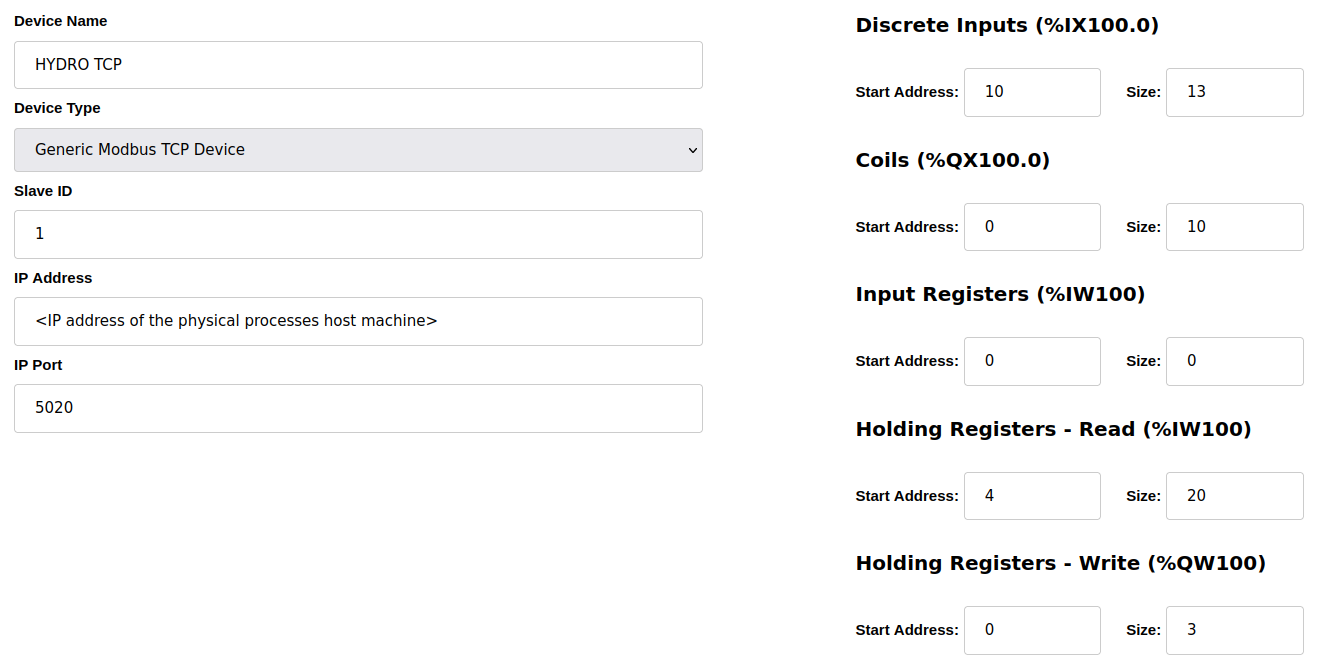 Device Name
HYDRO TCP
Device Type
Generic Modbus TCP Device
Slave ID
1
IP Address
<IP address of the physical processes host machine>
IP Port
5020
Discrete Inputs (%IX100.0)
Start Address: 10 Size: 13
Coils (%QX100.0)
Start Address: 0 Size: 10
Input Registers (%IW100)
Start Address: 0 Size: 0
Holding Registers - Read (%IW100)
Start Address: 4 Size: 20
Holding Registers - Write (%QW100)
Start Address: 0 Size: 3